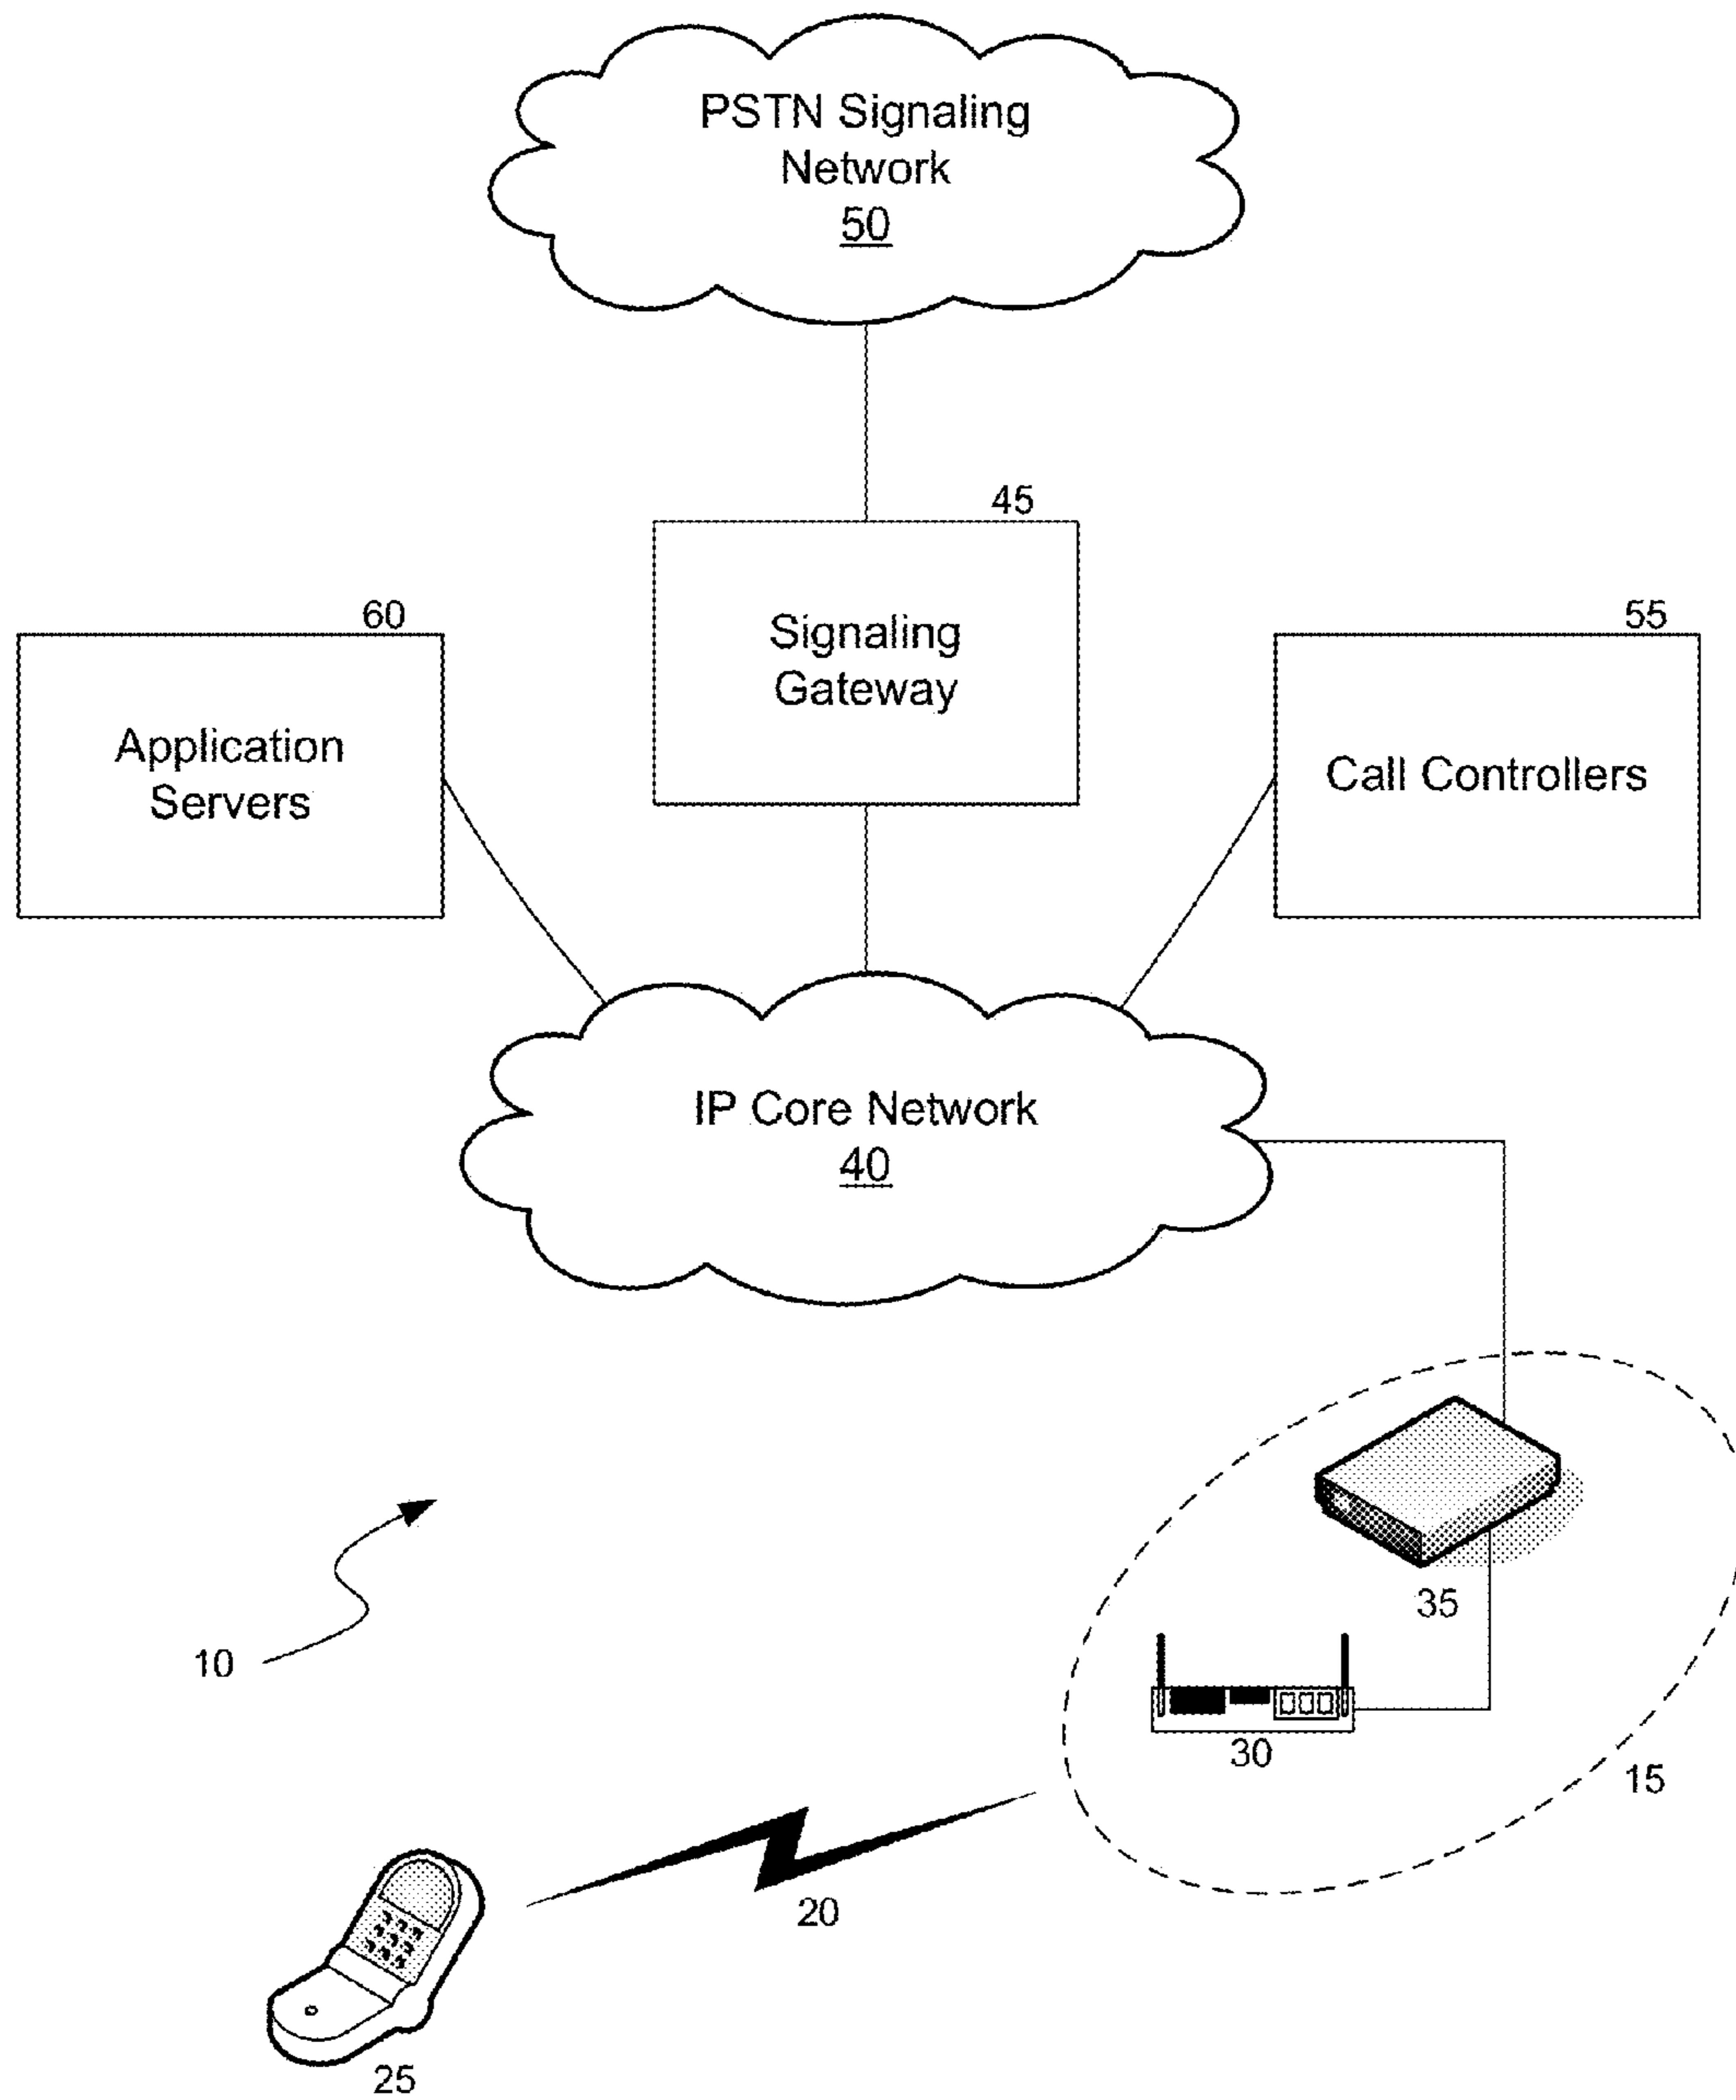 PSTN Signaling
Network
50
45
Signaling
Gateway
60
Application
Servers
55
Call Controllers
IP Core Network
40
35
10
30
15
20
25